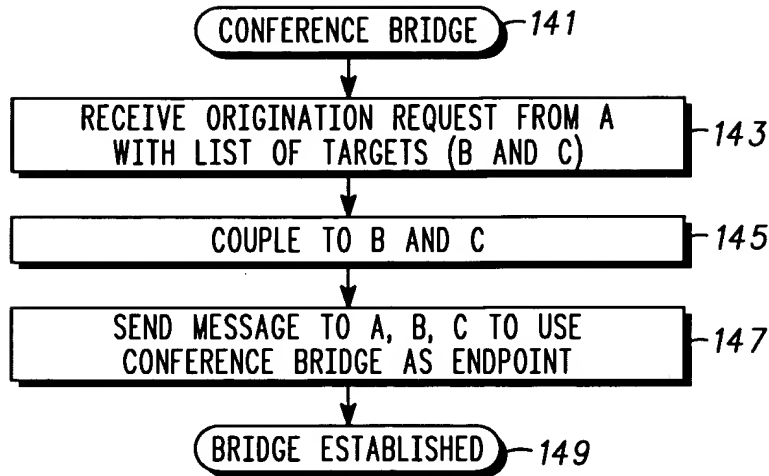 CONFERENCE BRIDGE 141
RECEIVE ORIGINATION REQUEST FROM A
WITH LIST OF TARGETS (B AND C) 143
COUPLE TO B AND C 145
SEND MESSAGE TO A, B, C TO USE
CONFERENCE BRIDGE AS ENDPOINT 147
BRIDGE ESTABLISHED 149